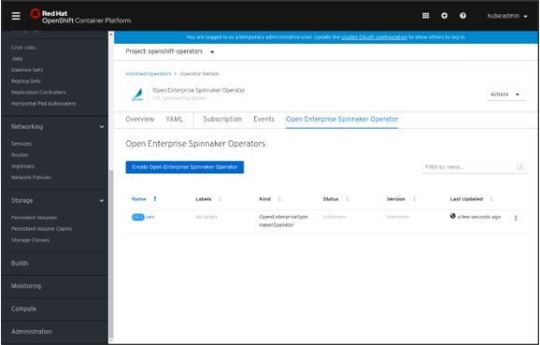 Red Hat
OpenShift Container Platform
kube:admin
You are logged in as a temporary administrative user. Update the cluster OAuth configuration to allow others to log in.
Project: openshift-operators
Cron Jobs
Jobs
Daemon Sets
Replica Sets
Replication Controllers
Horizontal Pod Autoscalers
Networking
Services
Routes
Ingresses
Network Policies
Storage
Persistent Volumes
Persistent Volume Claims
Storage Classes
Builds
Monitoring
Compute
Administration
Installed Operators > Operator Details
Open Enterprise Spinnaker Operator
provided by
Actions
Overview YAML Subscription Events Open Enterprise Spinnaker Operator
Open Enterprise Spinnaker Operators
Create Open Enterprise Spinnaker Operator
Filter by name...
/
Name Labels Kind Status Version Last Updated
oes No labels OpenEnterpriseSpin Unknown Unknown a few seconds ago
nakerOperator